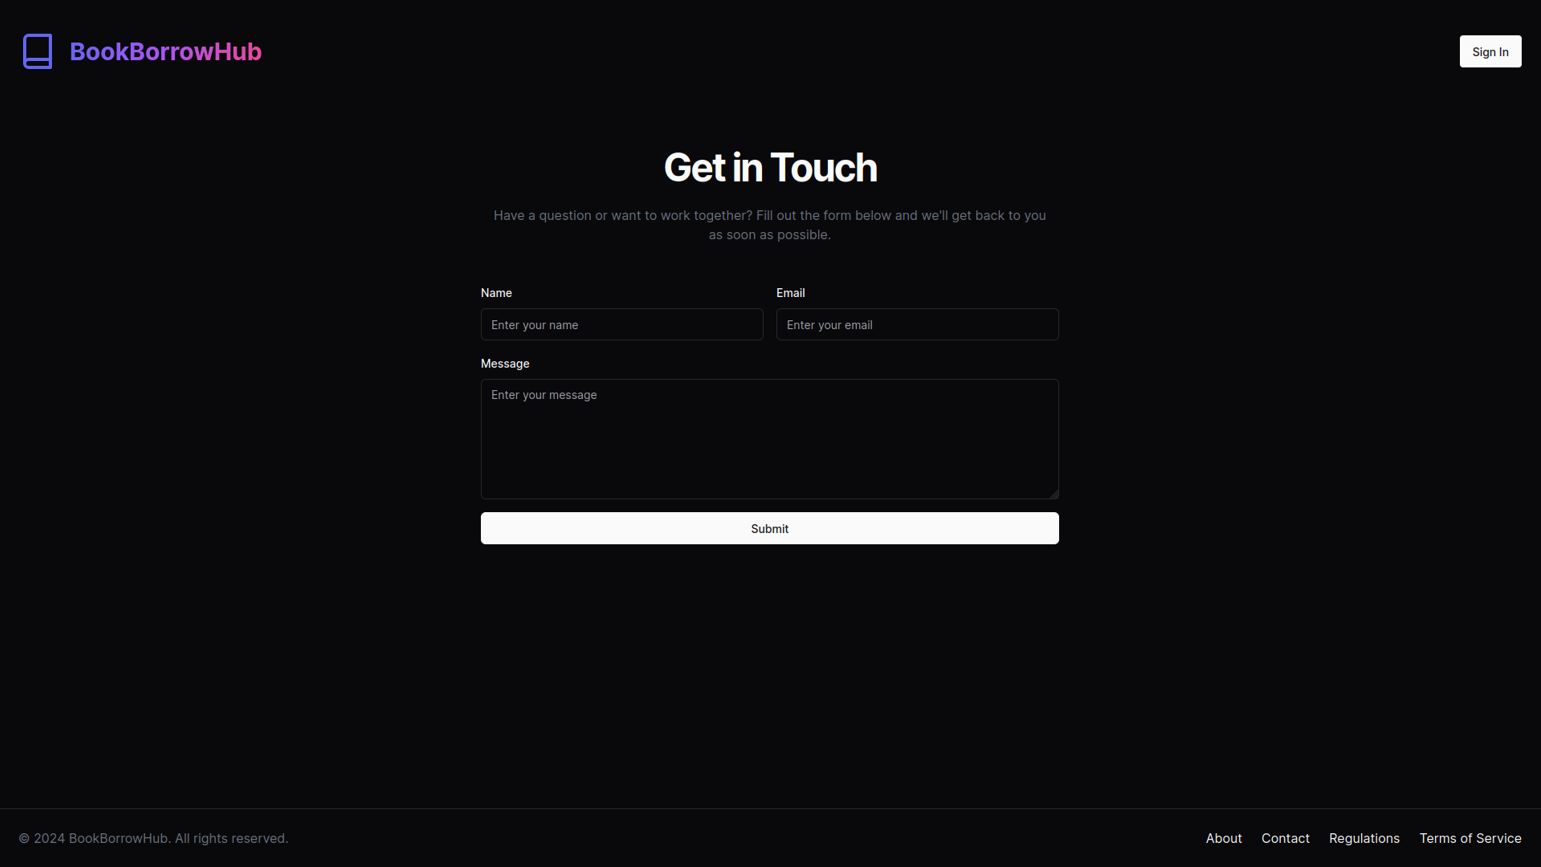 BookBorrowHub
Sign In
Get in Touch
Have a question or want to work together? Fill out the form below and we'll get back to you
as soon as possible.
Name
Email
Enter your name
Enter your email
Message
Enter your message
Submit
© 2024 BookBorrowHub. All rights reserved.
About
Contact
Regulations
Terms of Service